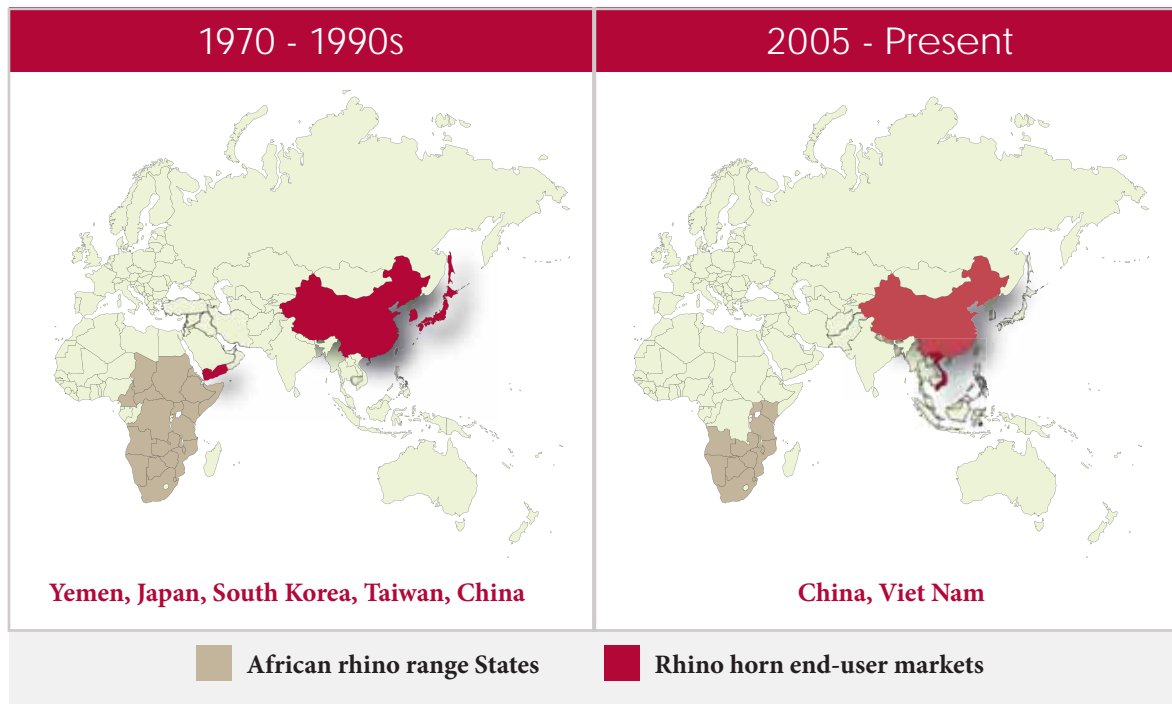 1970 - 1990s
2005 - Present
Yemen, Japan, South Korea, Taiwan, China
China, Viet Nam
African rhino range States
Rhino horn end-user markets